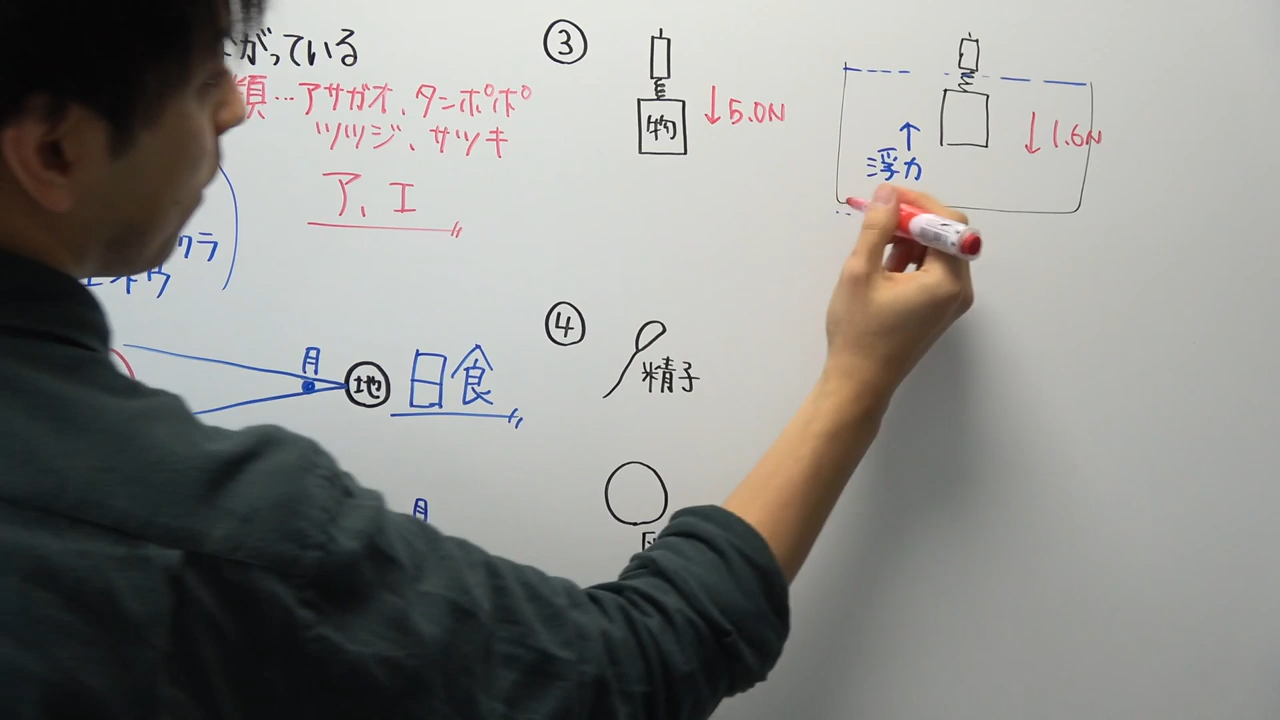 がっている
類…アサガオ、タンポポ
ツツジ、サツキ
ア、エ
クラ
月
地
日食
月
③
物
↓5.0N
↑
浮力
↓1.6N
④
精子